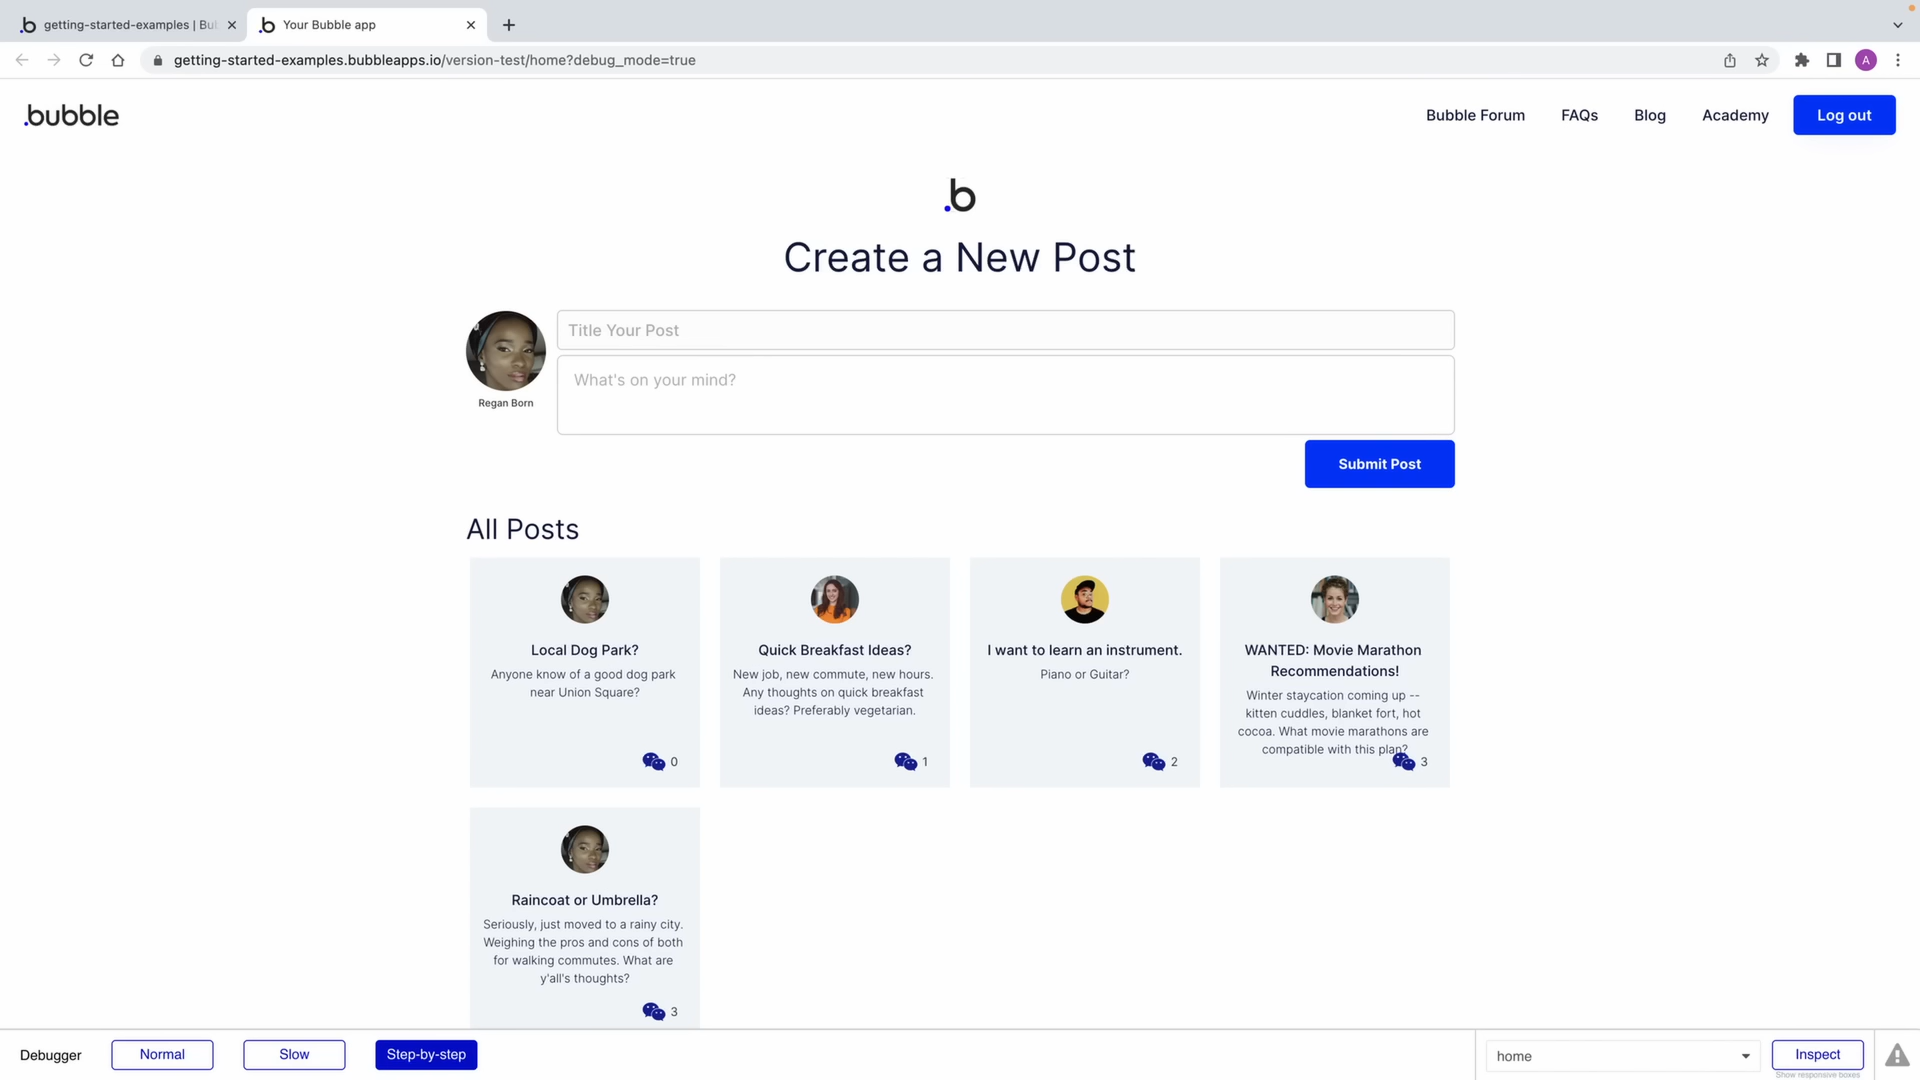 getting-started-examples | Bu
Your Bubble app
getting-started-examples.bubbleapps.io/version-test/home?debug_mode=true
A
.bubble
Bubble Forum
FAQs
Blog
Academy
Log out
.b
Create a New Post
Title Your Post
What's on your mind?
Regan Born
Submit Post
All Posts
Local Dog Park?
Anyone know of a good dog park
near Union Square?
0
Quick Breakfast Ideas?
New job, new commute, new hours.
Any thoughts on quick breakfast
ideas? Preferably vegetarian.
1
I want to learn an instrument.
Piano or Guitar?
2
WANTED: Movie Marathon
Recommendations!
Winter staycation coming up --
kitten cuddles, blanket fort, hot
cocoa. What movie marathons are
compatible with this plan?
3
Raincoat or Umbrella?
Seriously, just moved to a rainy city.
Weighing the pros and cons of both
for walking commutes. What are
y'all's thoughts?
3
Debugger
Normal
Slow
Step-by-step
home
Inspect
Show responsive boxes